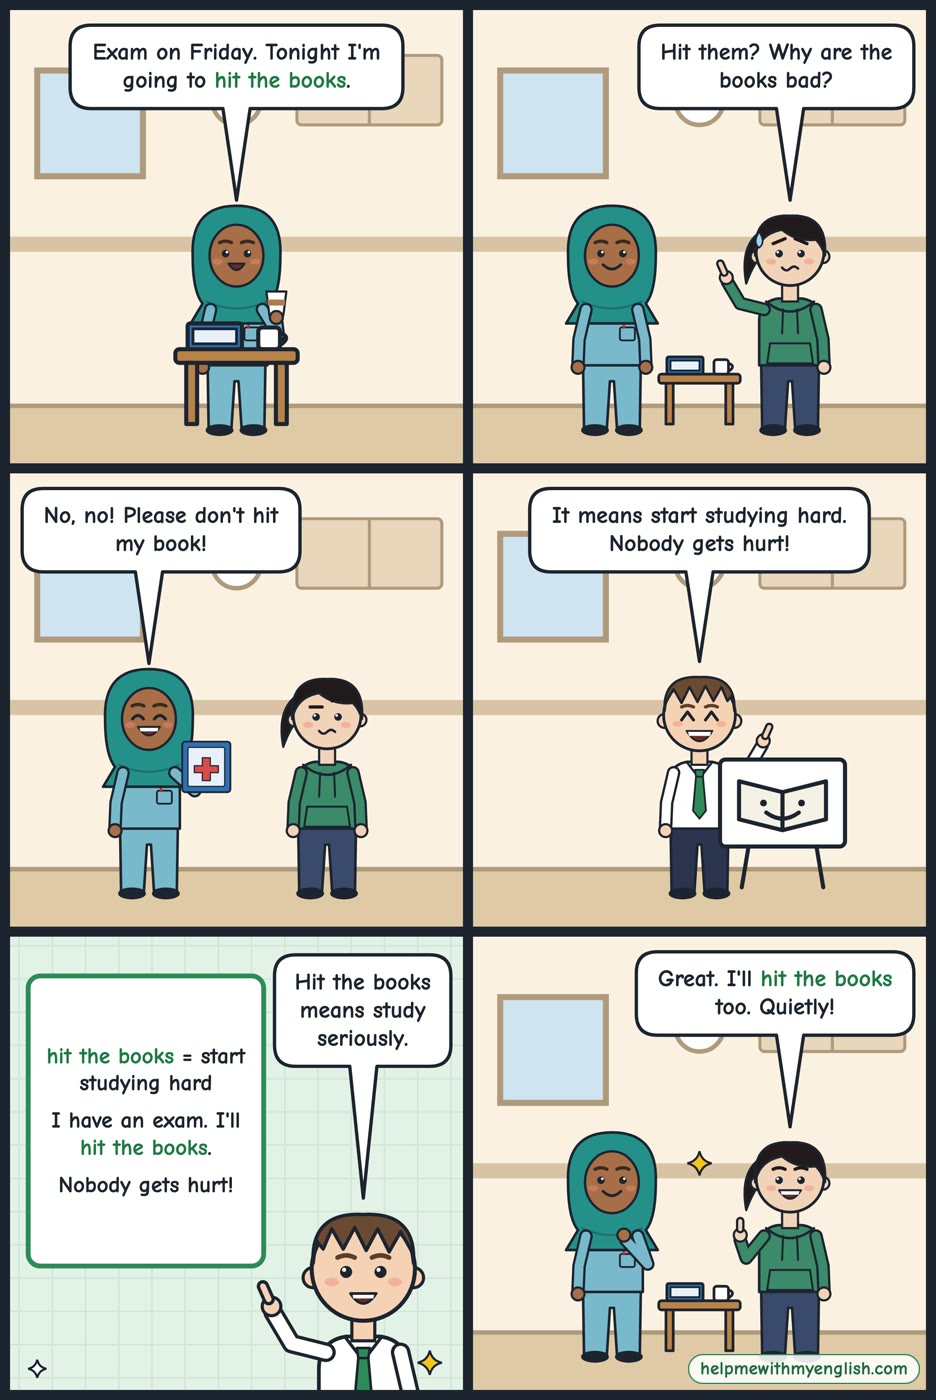 Exam on Friday. Tonight I'm
going to hit the books.
Hit them? Why are the
books bad?
No, no! Please don't hit
my book!
It means start studying hard.
Nobody gets hurt!
hit the books = start
studying hard
I have an exam. I'll
hit the books.
Nobody gets hurt!
Hit the books
means study
seriously.
Great. I'll hit the books
too. Quietly!
helpmewithmyenglish.com